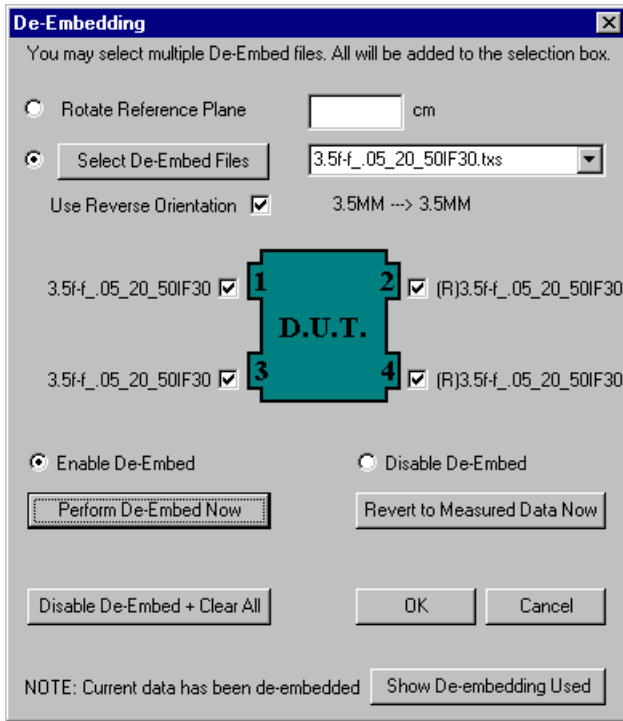 De-Embedding
You may select multiple De-Embed files. All will be added to the selection box.
Rotate Reference Plane cm
Select De-Embed Files 3.5f-f_.05_20_50IF30.txs
Use Reverse Orientation 3.5MM ---> 3.5MM
3.5f-f_.05_20_50IF30 1 2 (R)3.5f-f_.05_20_50IF30
D.U.T.
3.5f-f_.05_20_50IF30 3 4 (R)3.5f-f_.05_20_50IF30
Enable De-Embed Disable De-Embed
Perform De-Embed Now Revert to Measured Data Now
Disable De-Embed + Clear All OK Cancel
NOTE: Current data has been de-embedded Show De-embedding Used